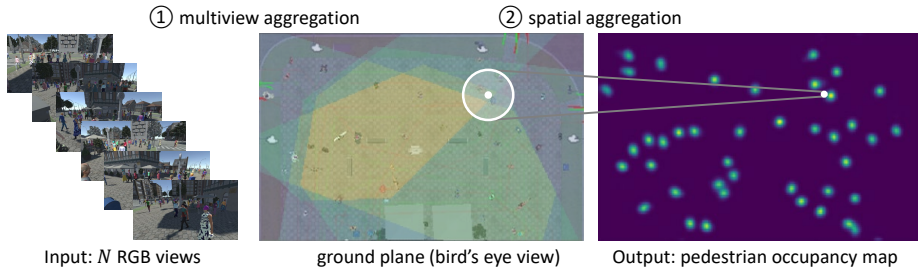 ① multiview aggregation
② spatial aggregation
Input: N RGB views
ground plane (bird’s eye view)
Output: pedestrian occupancy map